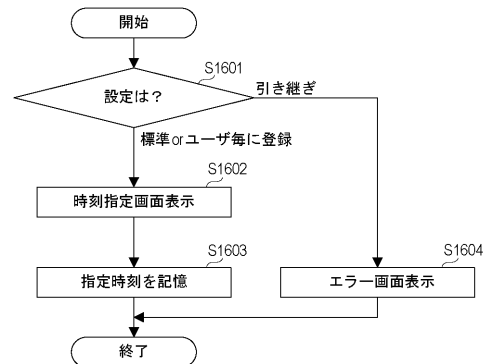 開始
S1601
設定は？
引き継ぎ
標準orユーザ毎に登録
S1602
時刻指定画面表示
S1603
指定時刻を記憶
S1604
エラー画面表示
終了